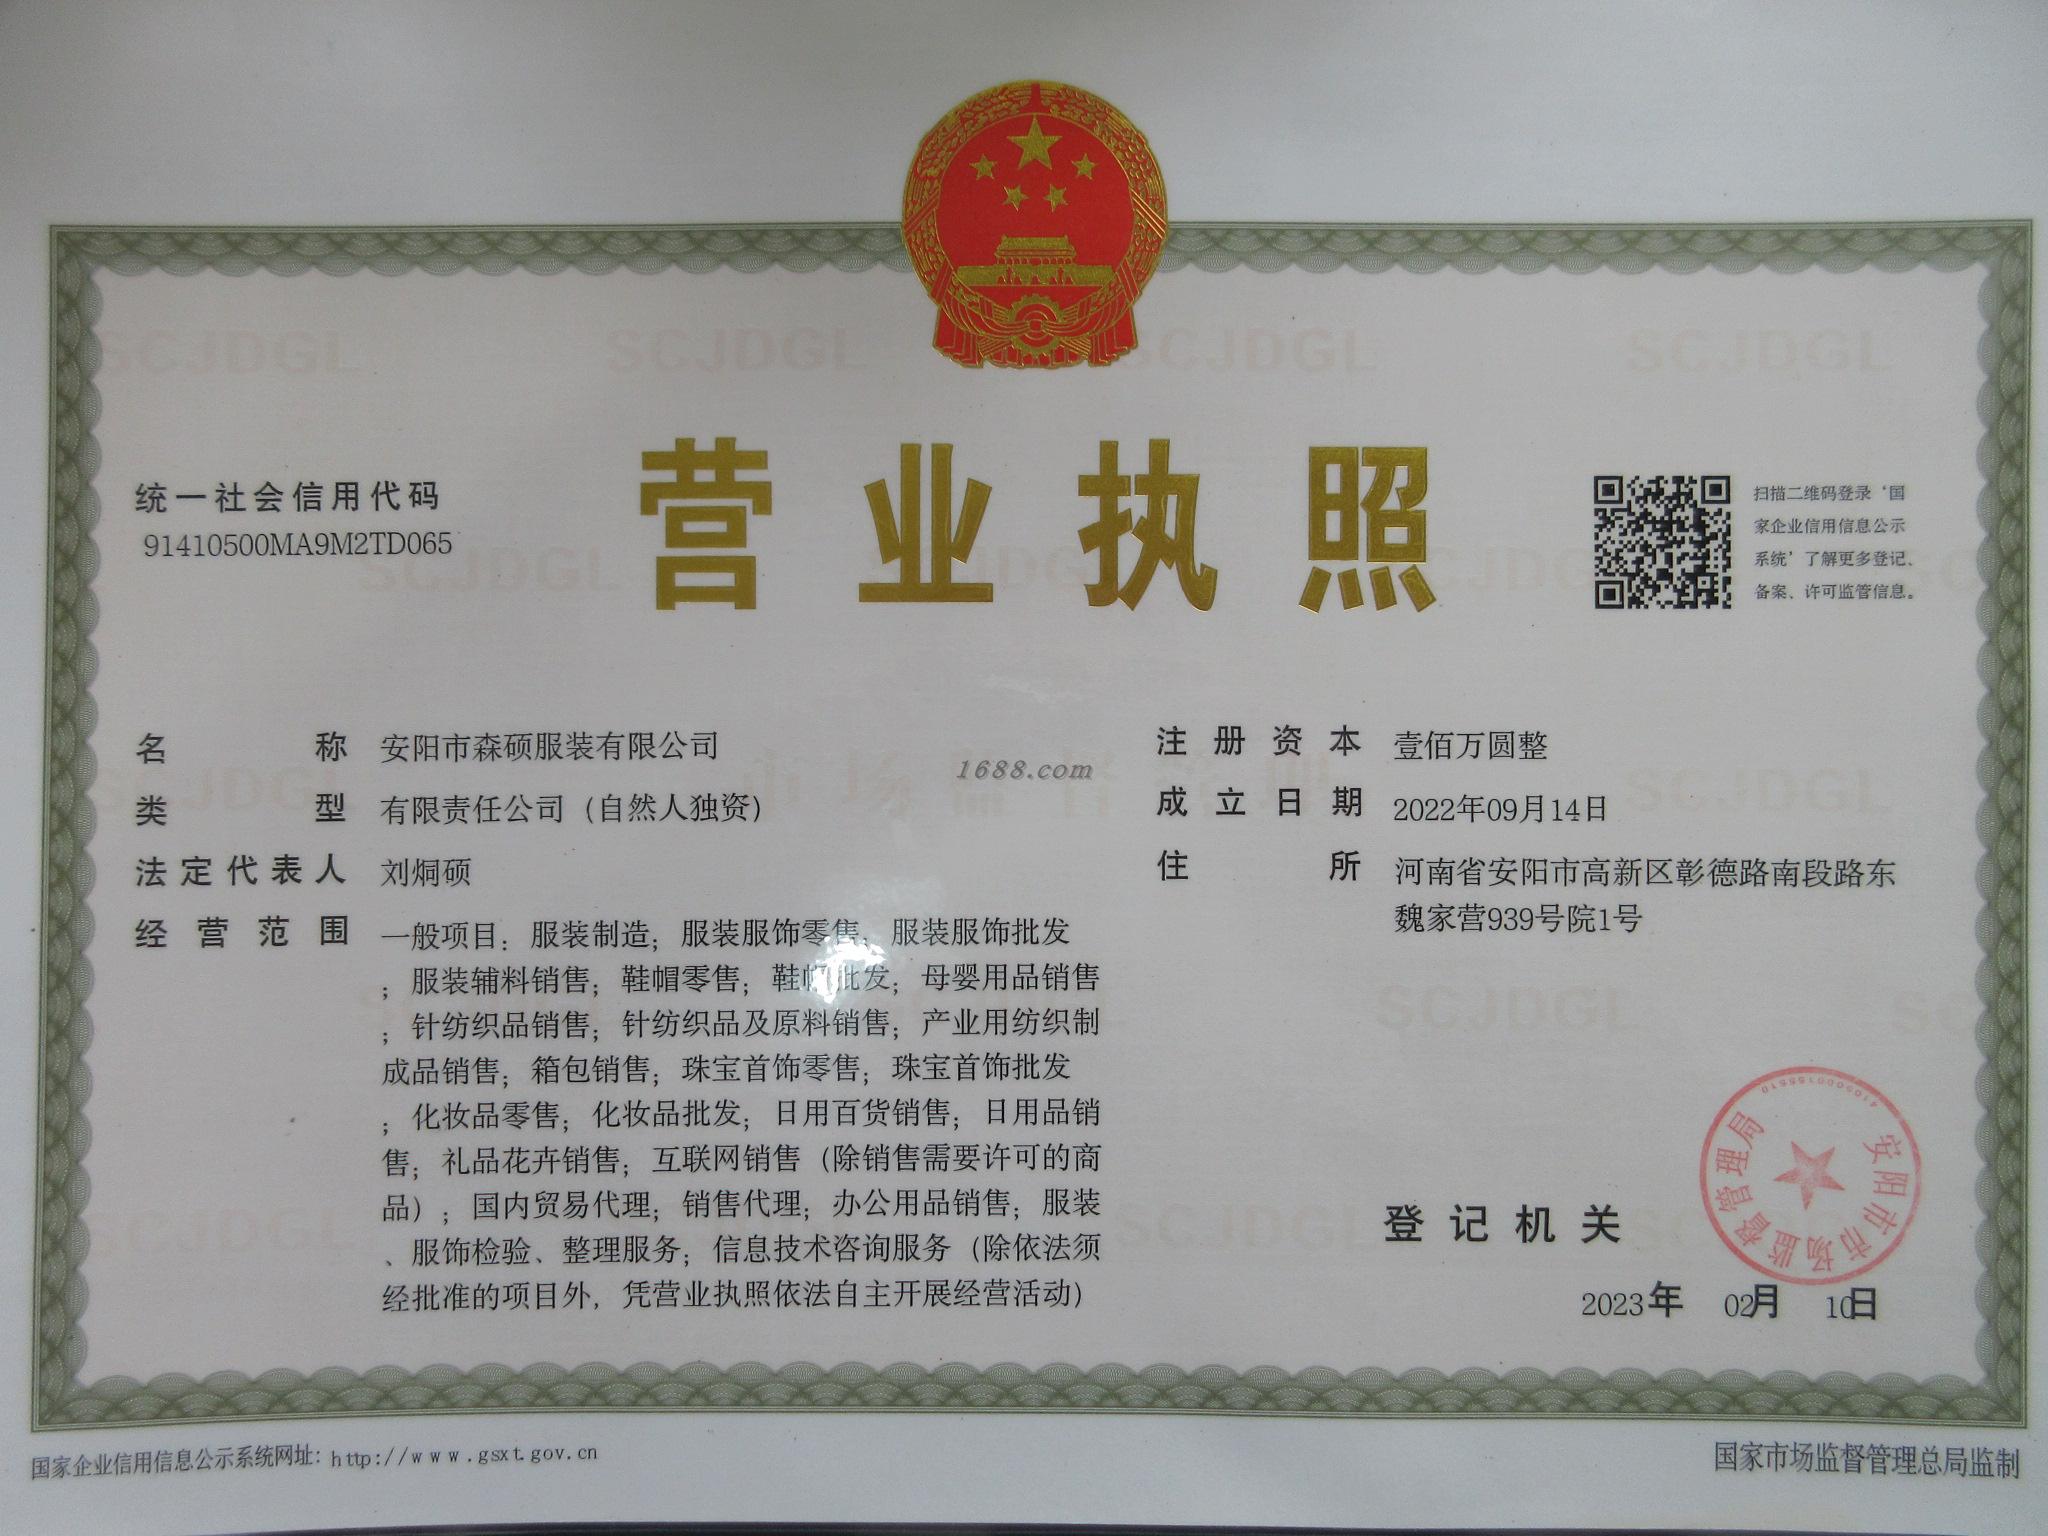 SCJDGL SCJDGL SCJDGL SCJDGL
营业执照
统一社会信用代码
91410500MA9M2TD065
扫描二维码登录‘国
家企业信用信息公示
系统’了解更多登记、
备案、许可监管信息。
名称 安阳市森硕服装有限公司
类型 有限责任公司（自然人独资）
法定代表人 刘烔硕
经营范围 一般项目：服装制造；服装服饰零售；服装服饰批发
；服装辅料销售；鞋帽零售；鞋帽批发；母婴用品销售
；针纺织品销售；针纺织品及原料销售；产业用纺织制
成品销售；箱包销售；珠宝首饰零售；珠宝首饰批发
；化妆品零售；化妆品批发；日用百货销售；日用品销
售；礼品花卉销售；互联网销售（除销售需要许可的商
品）；国内贸易代理；销售代理；办公用品销售；服装
、服饰检验、整理服务；信息技术咨询服务（除依法须
经批准的项目外，凭营业执照依法自主开展经营活动）
1688.com
注册资本 壹佰万圆整
成立日期 2022年09月14日
住所 河南省安阳市高新区彰德路南段路东
魏家营939号院1号
登记机关
安阳市市场监督管理局
2023年 02月 10日
国家企业信用信息公示系统网址：http://www.gsxt.gov.cn
国家市场监督管理总局监制